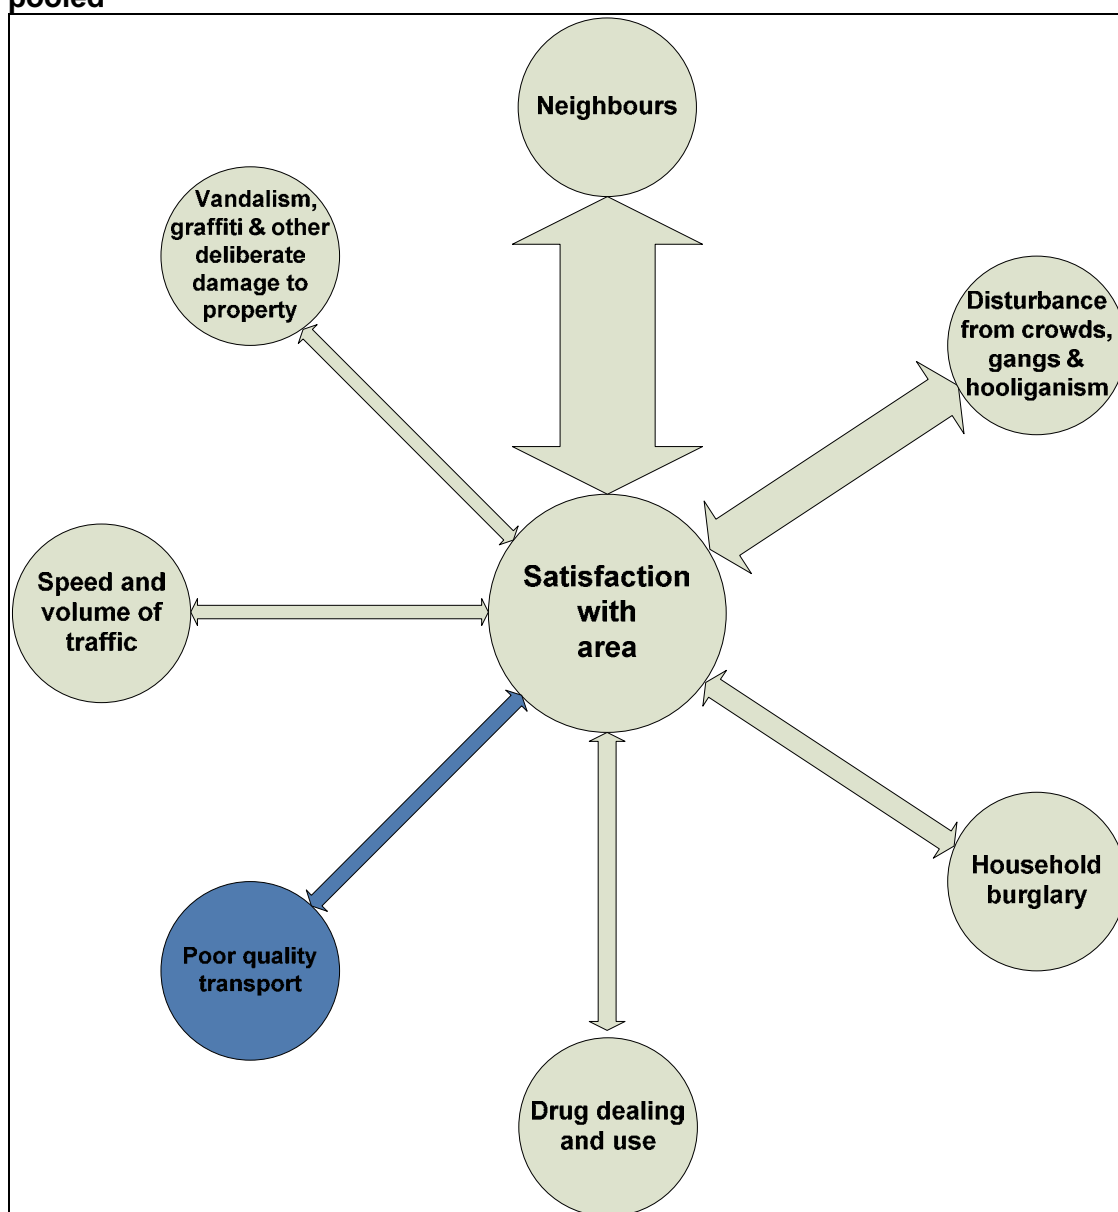 pooled
Neighbours
Vandalism,
graffiti & other
deliberate
damage to
property
Disturbance
from crowds,
gangs &
hooliganism
Speed and
volume of
traffic
Satisfaction
with
area
Household
burglary
Poor quality
transport
Drug dealing
and use